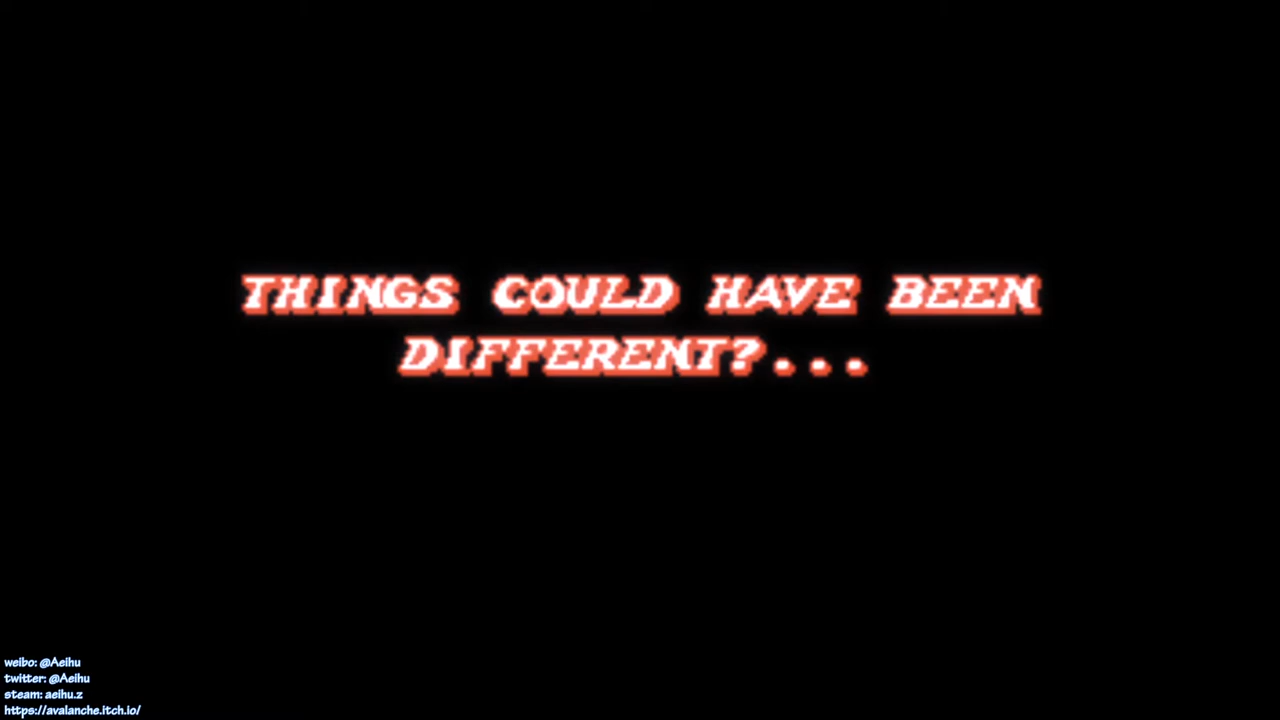 THINGS COULD HAVE BEEN
DIFFERENT?...
weibo: @Aeihu
twitter: @Aeihu
steam: aeihu.z
https://avalanche.itch.io/